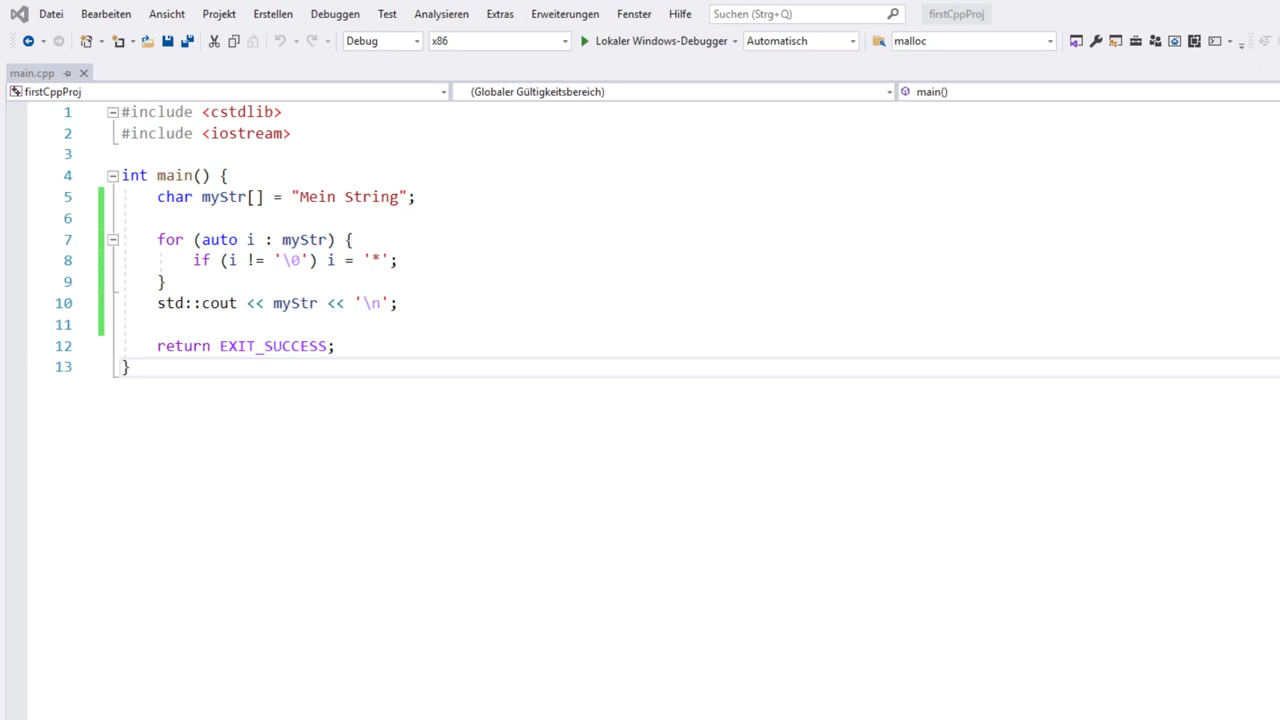 Datei Bearbeiten Ansicht Projekt Erstellen Debuggen Test Analysieren Extras Erweiterungen Fenster Hilfe Suchen (Strg+Q) firstCppProj
Debug x86 Lokaler Windows-Debugger Automatisch malloc
main.cpp
firstCppProj (Globaler Gültigkeitsbereich) main()
1 #include <cstdlib>
2 #include <iostream>
3
4 int main() {
5 char myStr[] = "Mein String";
6
7 for (auto i : myStr) {
8 if (i != '\0') i = '*';
9 }
10 std::cout << myStr << '\n';
11
12 return EXIT_SUCCESS;
13 }